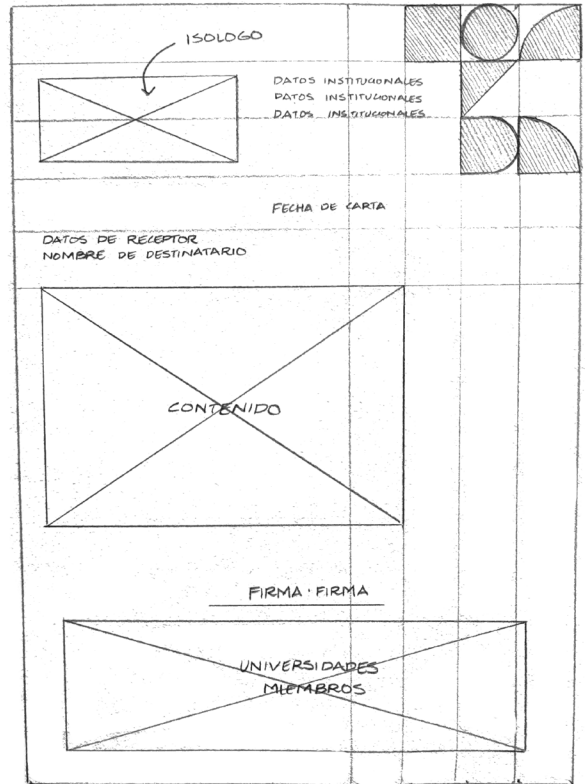 ISOLOGO
DATOS INSTITUCIONALES
DATOS INSTITUCIONALES
DATOS INSTITUCIONALES
FECHA DE CARTA
DATOS DE RECEPTOR
NOMBRE DE DESTINATARIO
CONTENIDO
FIRMA · FIRMA
UNIVERSIDADES
MIEMBROS